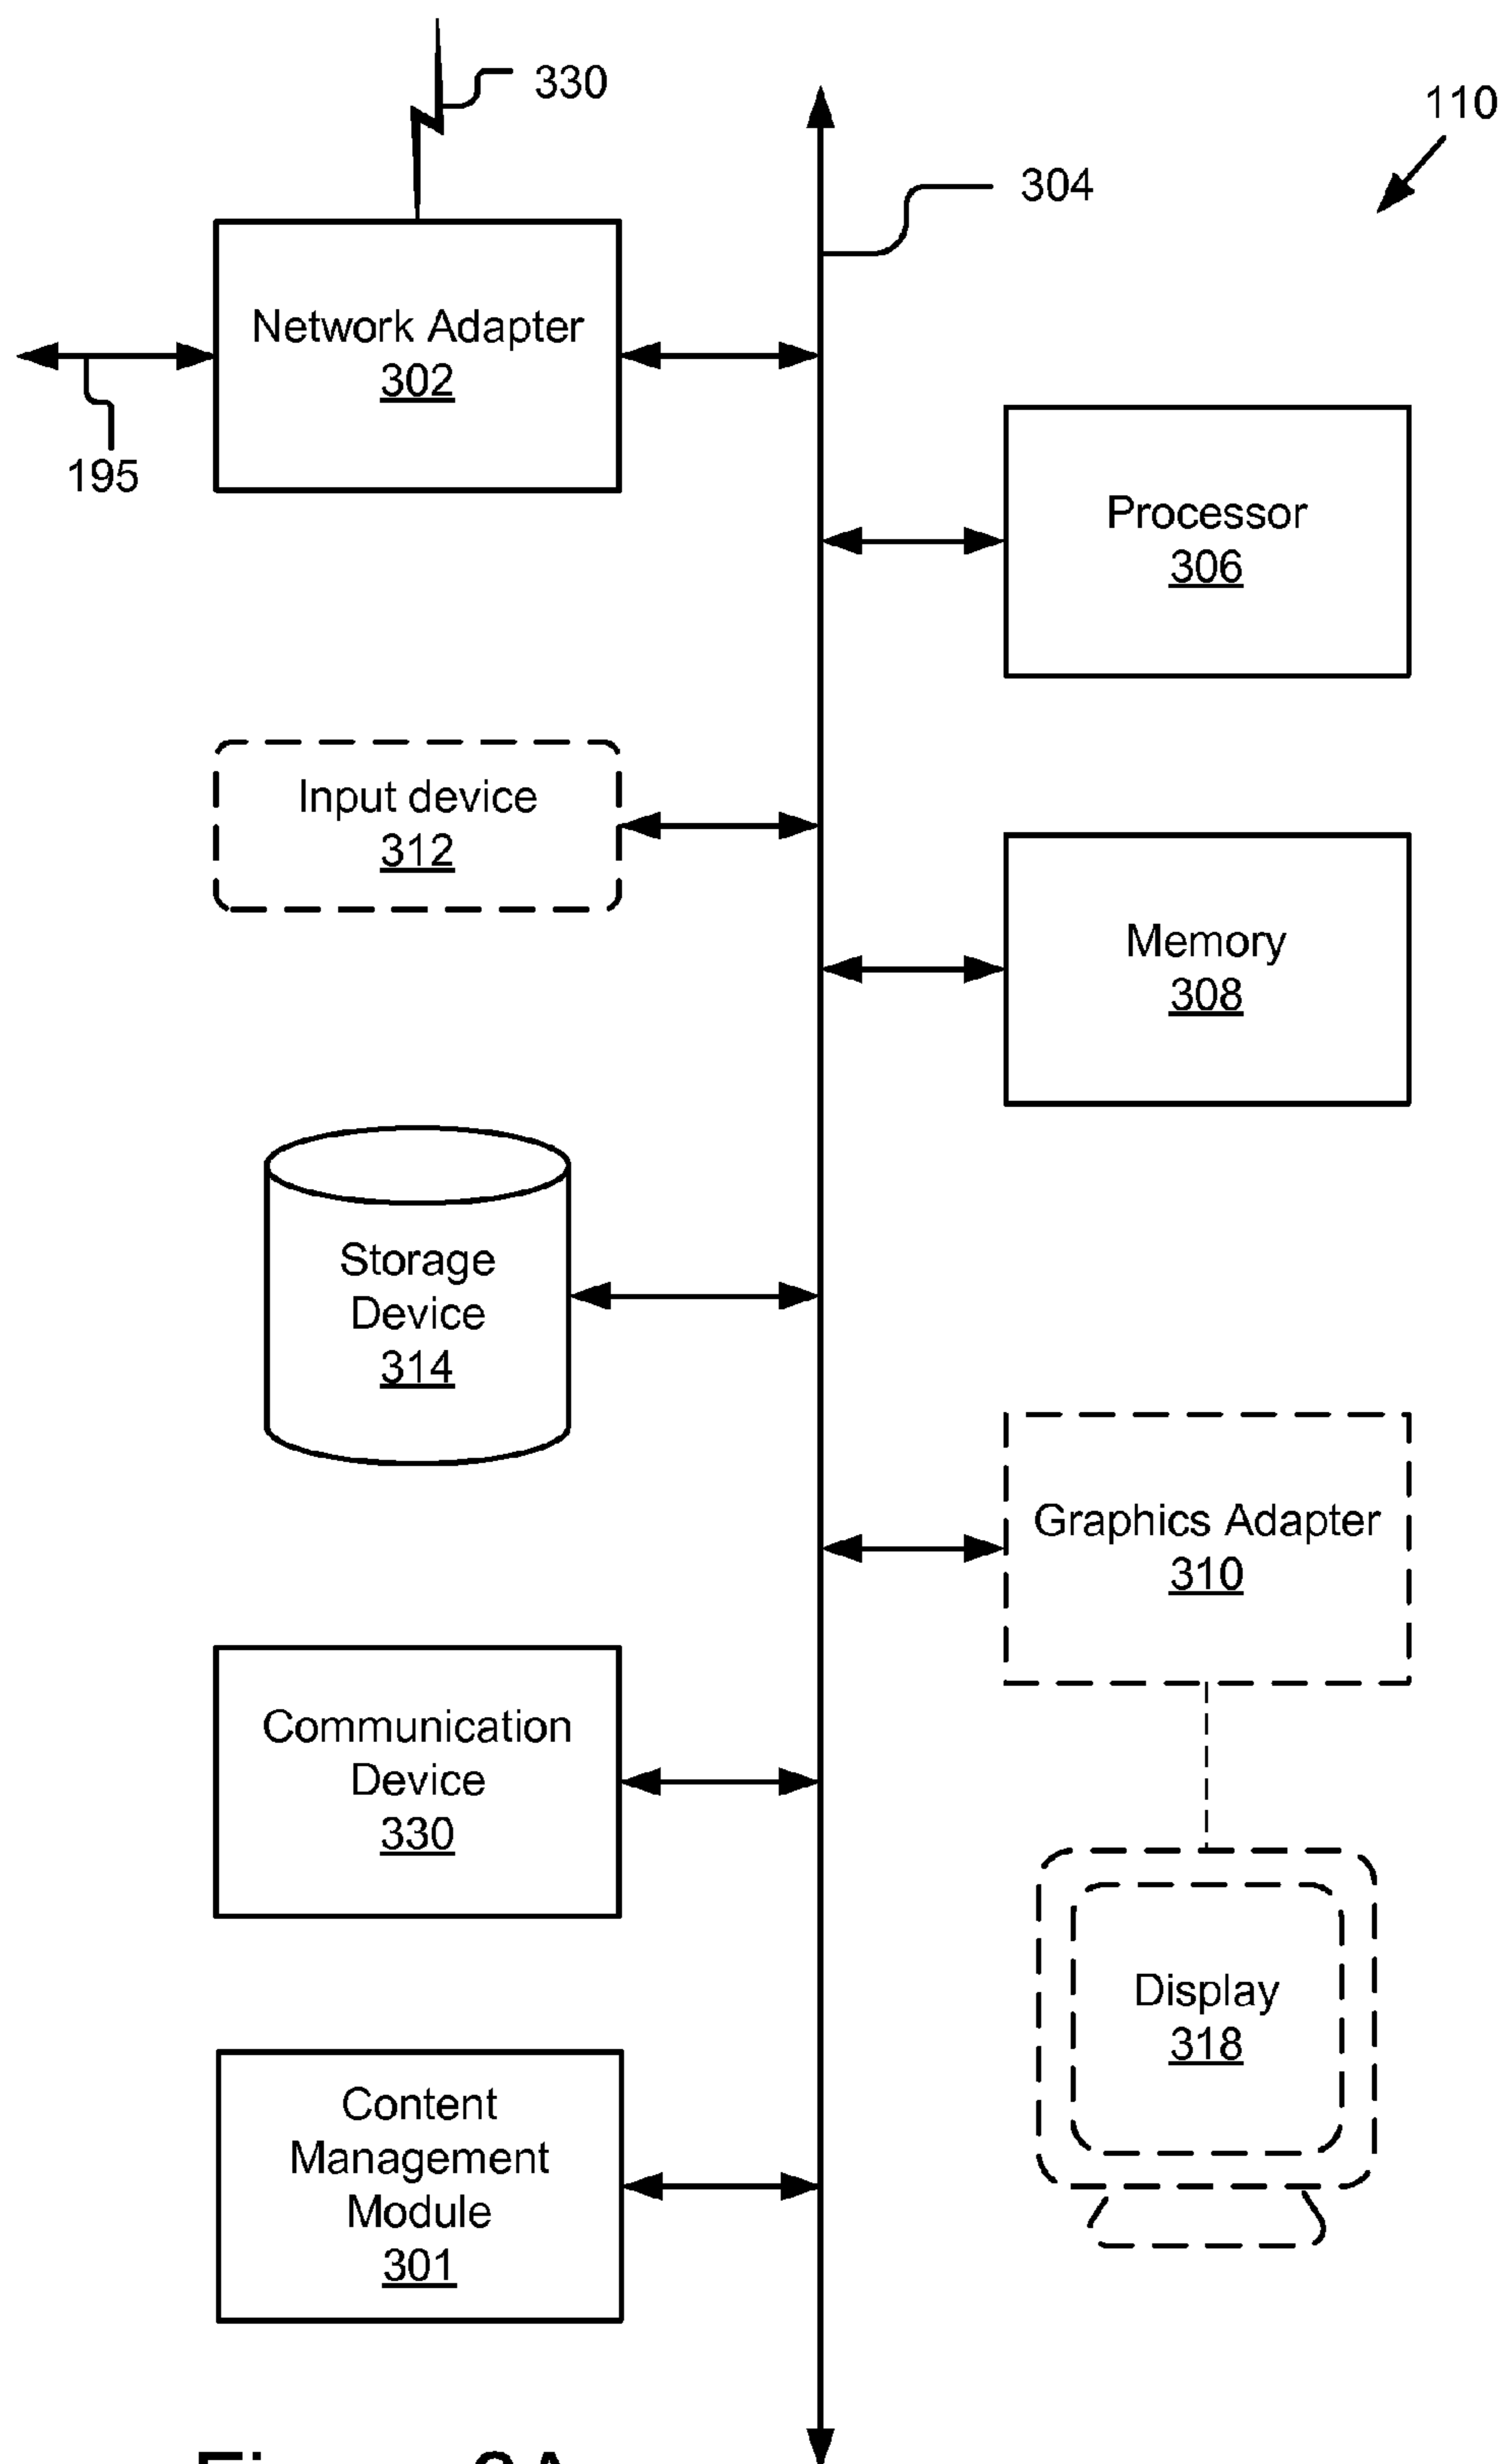 330
110
304
Network Adapter
302
195
Processor
306
Input device
312
Memory
308
Storage
Device
314
Graphics Adapter
310
Communication
Device
330
Display
318
Content
Management
Module
301